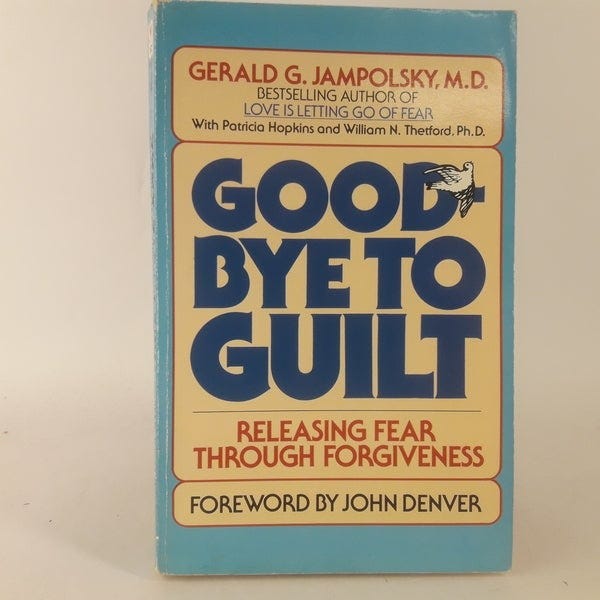 GERALD G. JAMPOLSKY, M.D.
BESTSELLING AUTHOR OF
LOVE IS LETTING GO OF FEAR
With Patricia Hopkins and William N. Thetford, Ph.D.
GOOD-
BYE TO
GUILT
RELEASING FEAR
THROUGH FORGIVENESS
FOREWORD BY JOHN DENVER